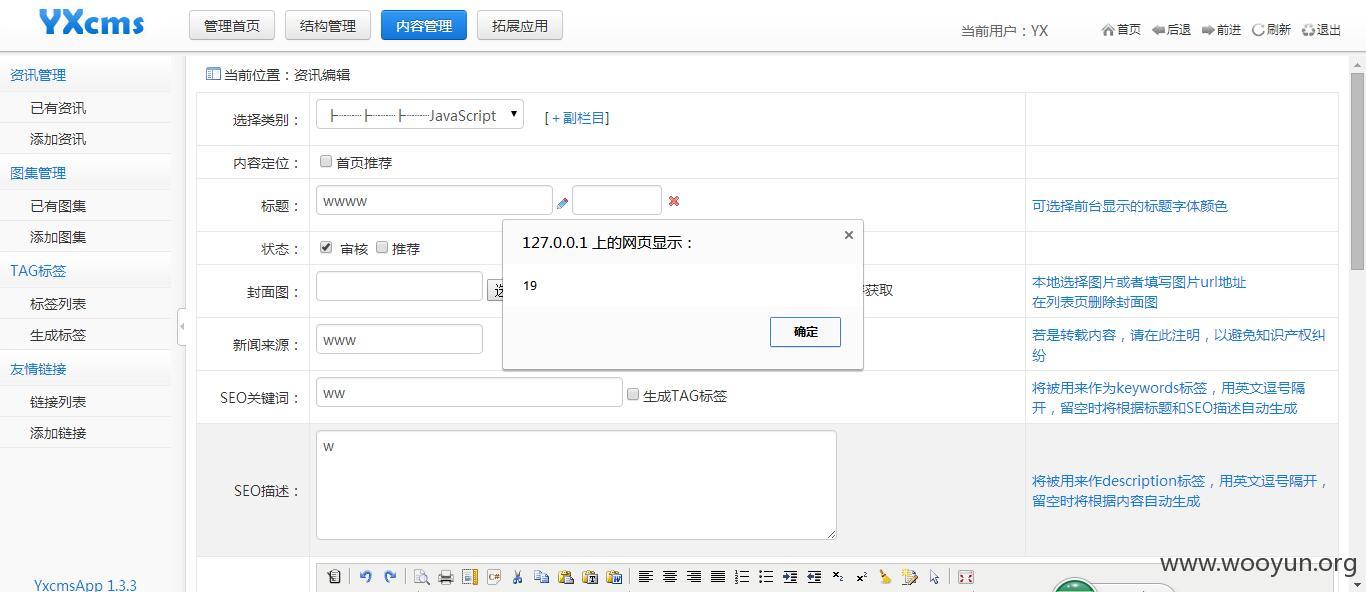 YXcms
管理首页 结构管理 内容管理 拓展应用
当前用户：YX 首页 后退 前进 刷新 退出
资讯管理
已有资讯
添加资讯
图集管理
已有图集
添加图集
TAG标签
标签列表
生成标签
友情链接
链接列表
添加链接
YxcmsApp 1.3.3
当前位置：资讯编辑
选择类别： ├┈┈├┈┈├┈┈JavaScript [＋副栏目]
内容定位： 首页推荐
标题： wwww 可选择前台显示的标题字体颜色
状态： 审核 推荐
127.0.0.1 上的网页显示：
19
确定
封面图： 获取 本地选择图片或者填写图片url地址
在列表页删除封面图
新闻来源： www 若是转载内容，请在此注明，以避免知识产权纠
纷
SEO关键词： ww 生成TAG标签 将被用来作为keywords标签，用英文逗号隔
开，留空时将根据标题和SEO描述自动生成
SEO描述： w 将被用来作description标签，用英文逗号隔开，
留空时将根据内容自动生成
www.wooyun.org